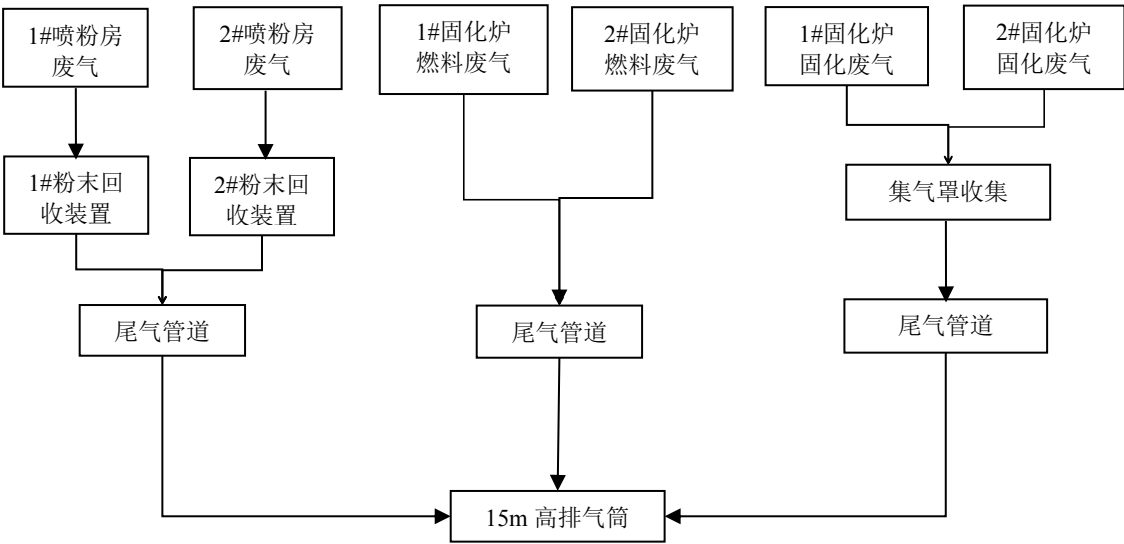 1#喷粉房
废气
2#喷粉房
废气
1#固化炉
燃料废气
2#固化炉
燃料废气
1#固化炉
固化废气
2#固化炉
固化废气
1#粉末回
收装置
2#粉末回
收装置
集气罩收集
尾气管道
尾气管道
尾气管道
15m 高排气筒